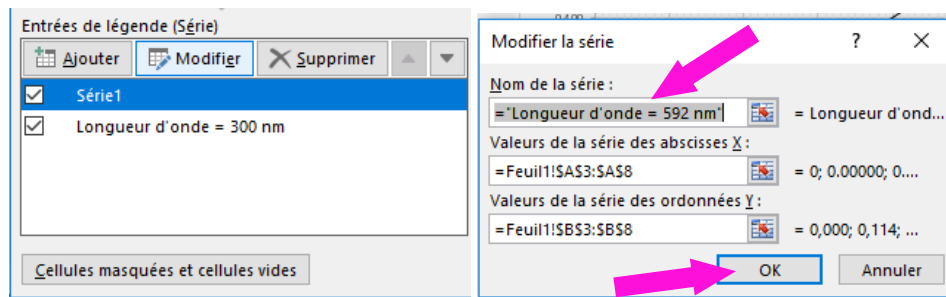 Entrées de légende (Série)
Ajouter
Modifier
Supprimer
Série1
Longueur d'onde = 300 nm
Cellules masquées et cellules vides
Modifier la série
?
X
Nom de la série :
="Longueur d'onde = 592 nm"
= Longueur d'ond...
Valeurs de la série des abscisses X :
=Feuil1!$A$3:$A$8
= 0; 0.00000; 0....
Valeurs de la série des ordonnées Y :
=Feuil1!$B$3:$B$8
= 0,000; 0,114; ...
OK
Annuler